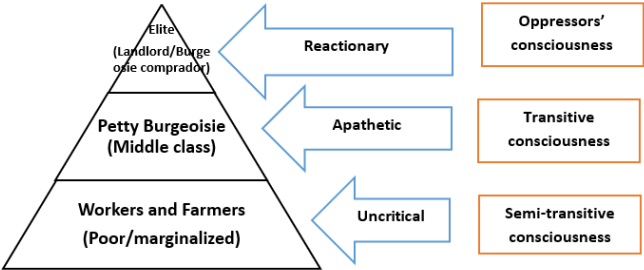 Elite
(Landlord/Burge
osie comprador)
Reactionary
Oppressors’
consciousness
Petty Burgeoisie
(Middle class)
Apathetic
Transitive
consciousness
Workers and Farmers
(Poor/marginalized)
Uncritical
Semi-transitive
consciousness